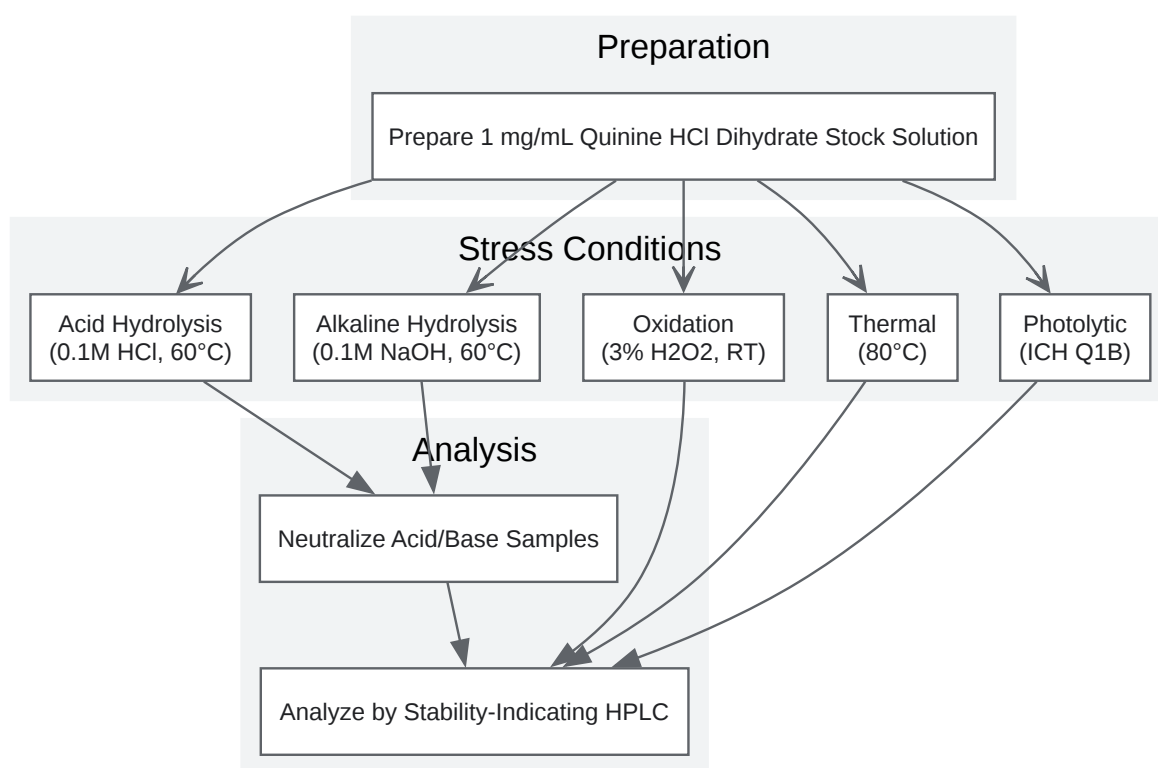 Preparation
Prepare 1 mg/mL Quinine HCl Dihydrate Stock Solution
Stress Conditions
Acid Hydrolysis
(0.1M HCl, 60°C)
Alkaline Hydrolysis
(0.1M NaOH, 60°C)
Oxidation
(3% H2O2, RT)
Thermal
(80°C)
Photolytic
(ICH Q1B)
Analysis
Neutralize Acid/Base Samples
Analyze by Stability-Indicating HPLC